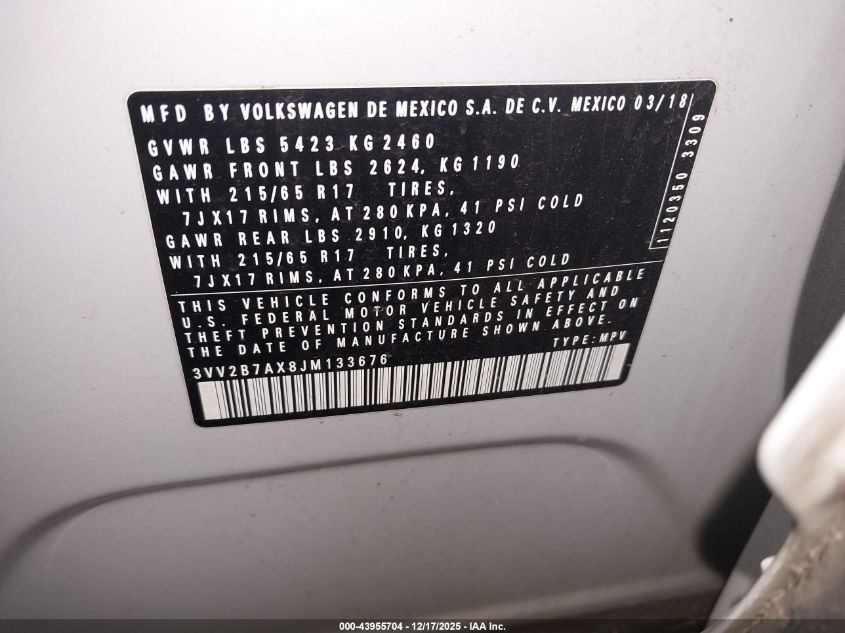 MFD BY VOLKSWAGEN DE MEXICO S.A. DE C.V. MEXICO 03/18
GVWR LBS 5423 KG 2460
GAWR FRONT LBS 2624, KG 1190
WITH 215/65 R17 TIRES,
7JX17 RIMS, AT 280 KPA, 41 PSI COLD
GAWR REAR LBS 2910, KG 1320
WITH 215/65 R17 TIRES,
7JX17 RIMS, AT 280 KPA, 41 PSI COLD
THIS VEHICLE CONFORMS TO ALL APPLICABLE
U.S. FEDERAL MOTOR VEHICLE SAFETY AND
THEFT PREVENTION STANDARDS IN EFFECT ON
THE DATE OF MANUFACTURE SHOWN ABOVE.
TYPE: MPV
3VV2B7AX8JM133676
1120350 3309
000-43955704 - 12/17/2025 - IAA Inc.